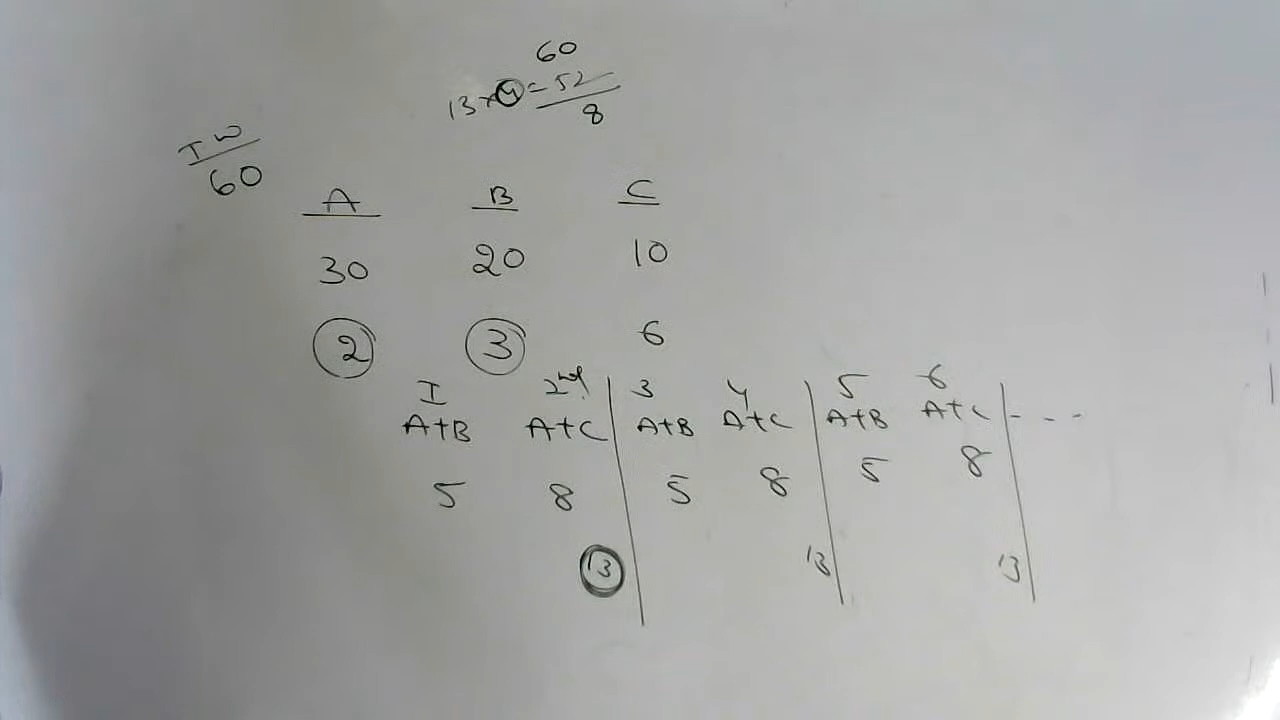 60
13×4=52
8
TW
60
A B C
30 20 10
2 3 6
I 2nd 3 4 5 6
A+B A+C A+B A+C A+B A+C ---
5 8 5 8 5 8
13 13 13